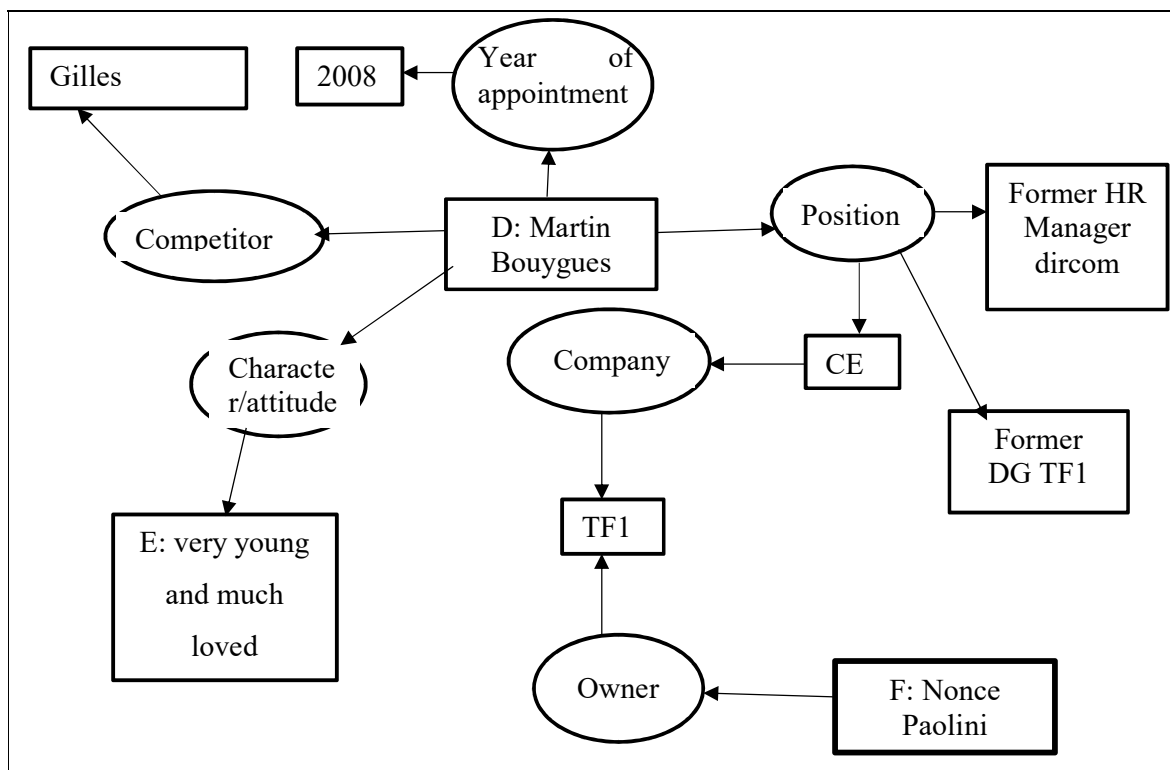 Gilles
2008
Year of
appointment
Competitor
D: Martin
Bouygues
Position
Former HR
Manager
dircom
Characte
r/attitude
Company
CE
Former
DG TF1
E: very young
and much
loved
TF1
Owner
F: Nonce
Paolini